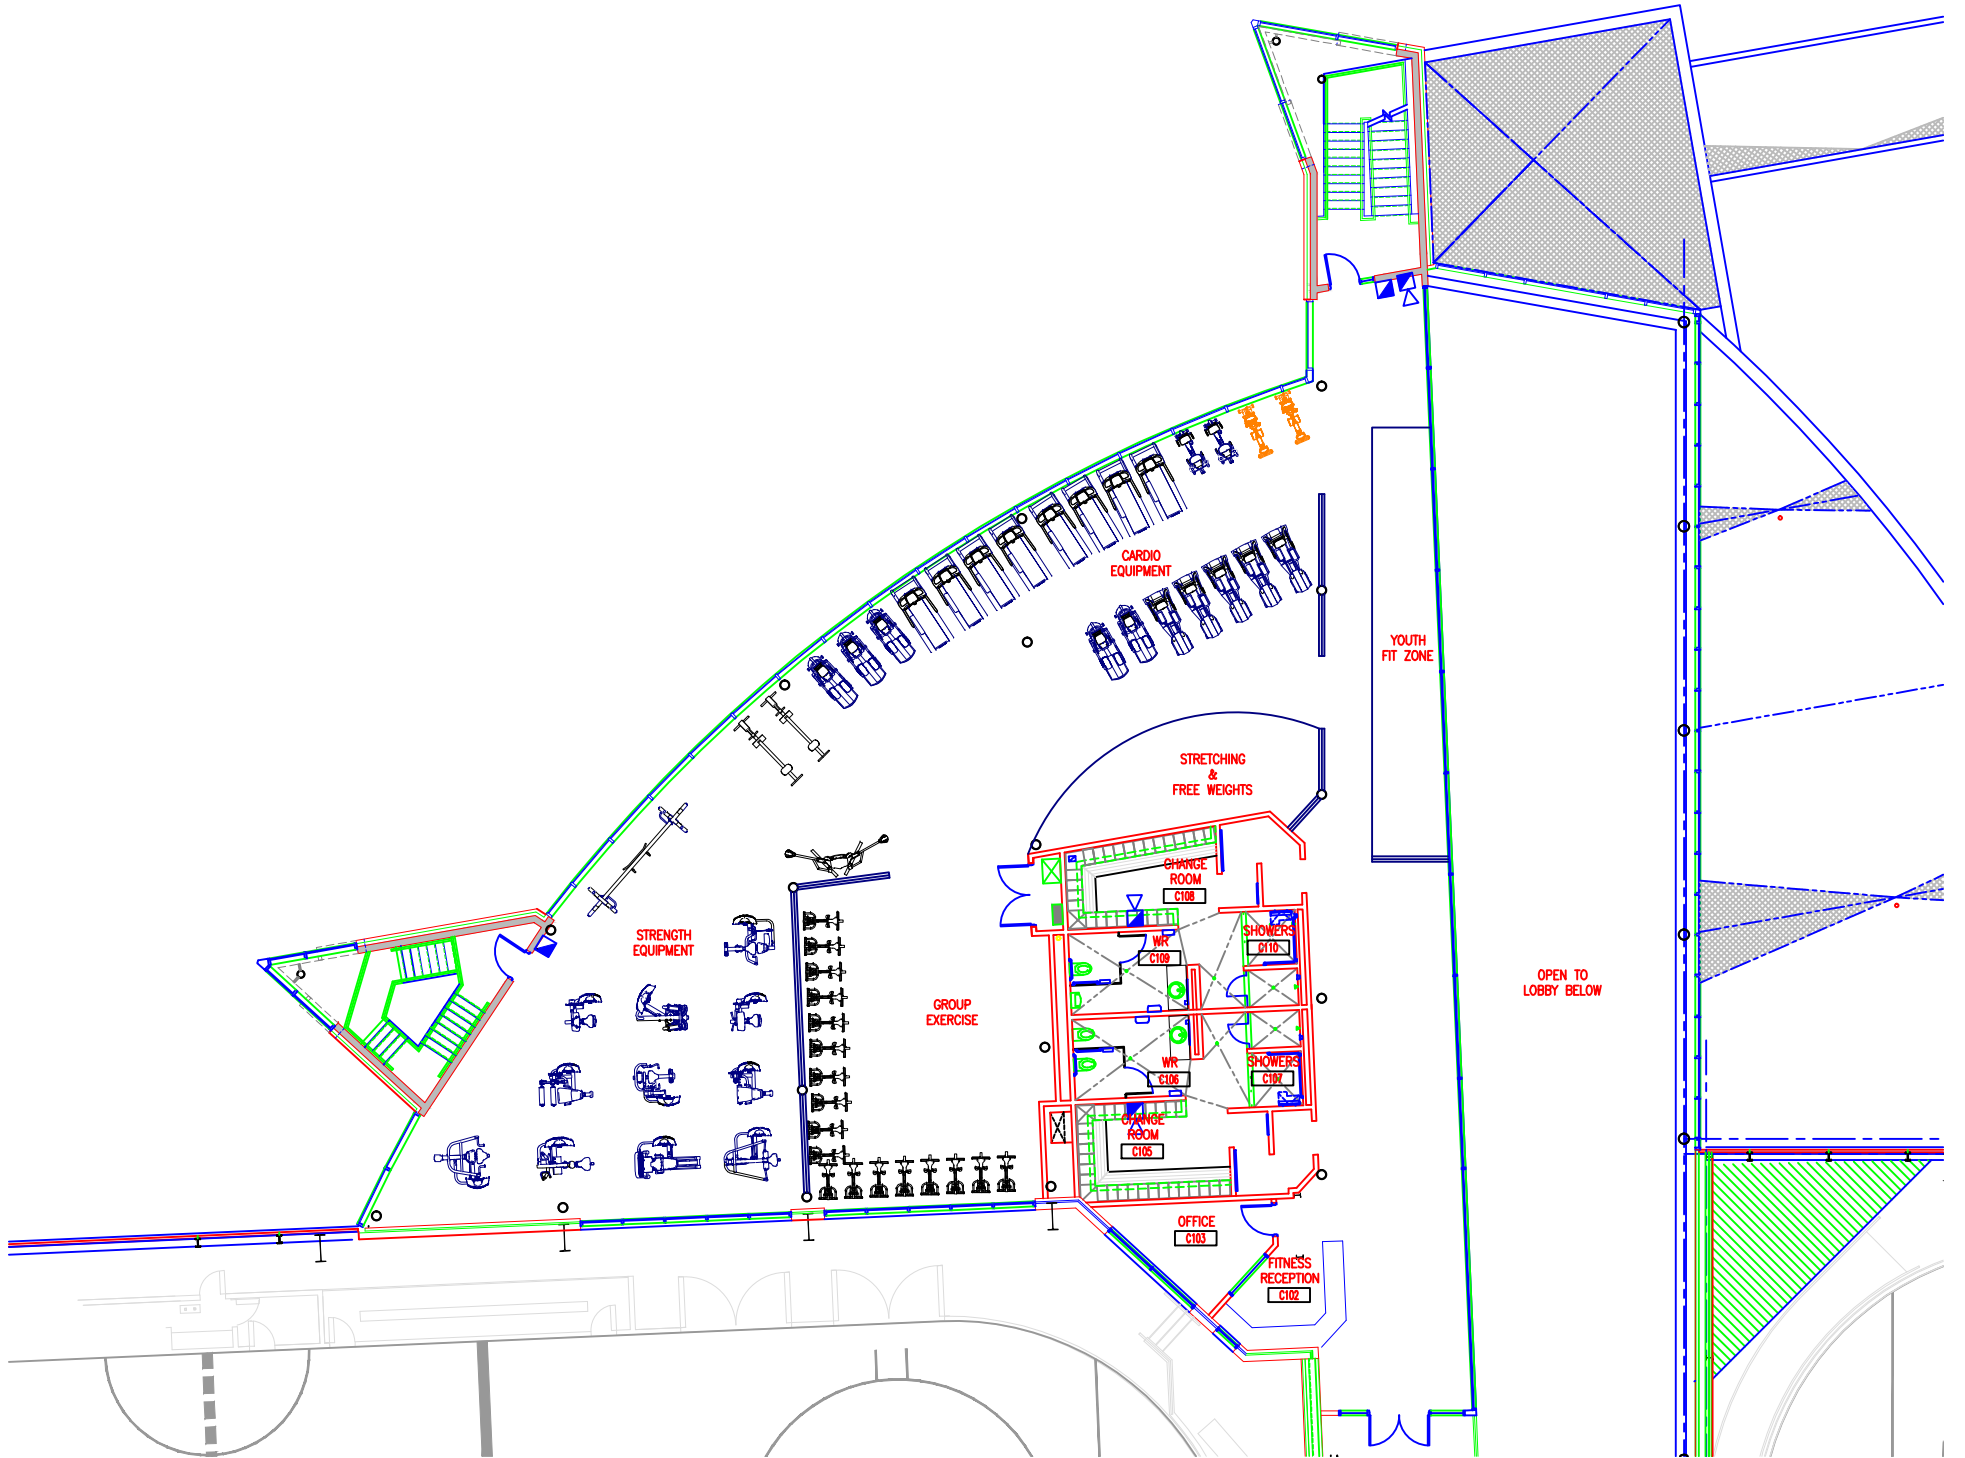 CARDIO
EQUIPMENT
YOUTH
FIT ZONE
STRETCHING
&
FREE WEIGHTS
CHANGE
ROOM
C108
STRENGTH
EQUIPMENT
WR
C109
SHOWERS
C110
GROUP
EXERCISE
OPEN TO
LOBBY BELOW
WR
C106
SHOWERS
C107
CHANGE
ROOM
C105
OFFICE
C103
FITNESS
RECEPTION
C102